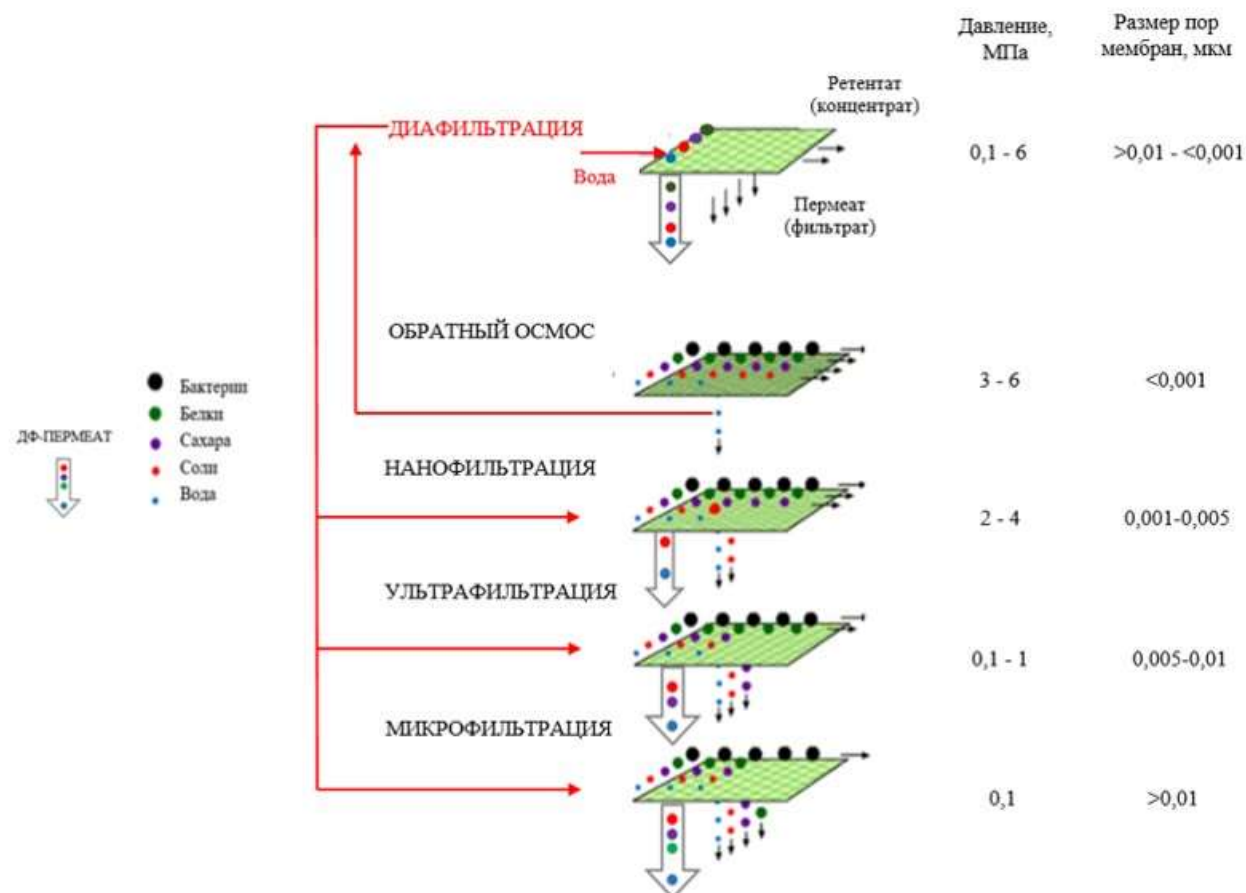 Давление,
МПа
Размер пор
мембран, мкм
Ретентат
(концентрат)
ДИАФИЛЬТРАЦИЯ
0,1 - 6
>0,01 - <0,001
Вода
Пермеат
(фильтрат)
ОБРАТНЫЙ ОСМОС
3 - 6
<0,001
Бактерии
Белки
ДФ-ПЕРМЕАТ
Сахара
Соли
Вода
НАНОФИЛЬТРАЦИЯ
2 - 4
0,001-0,005
УЛЬТРАФИЛЬТРАЦИЯ
0,1 - 1
0,005-0,01
МИКРОФИЛЬТРАЦИЯ
0,1
>0,01